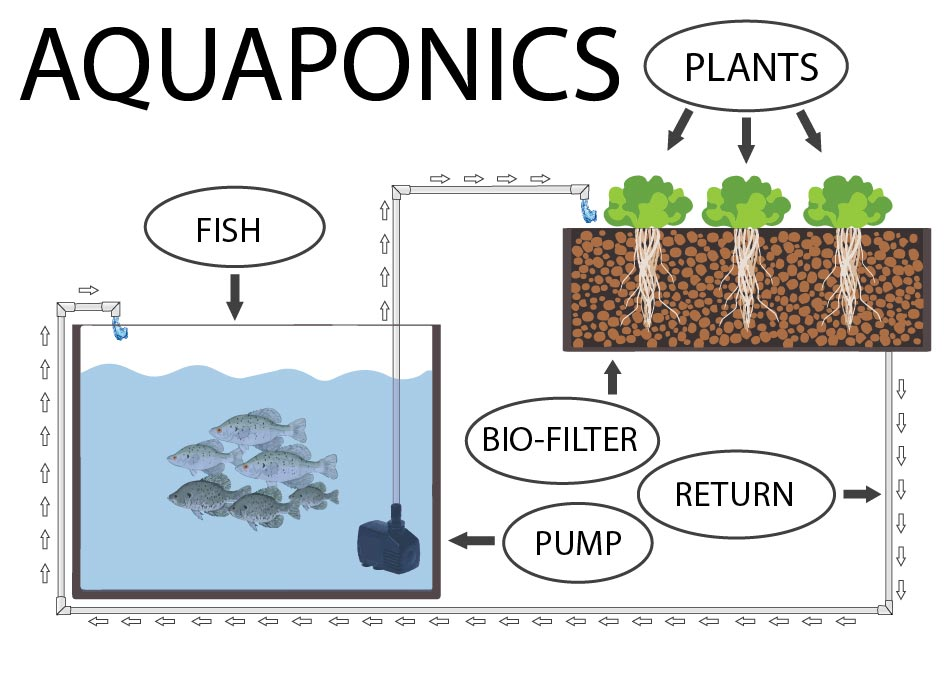 AQUAPONICS
PLANTS
FISH
BIO-FILTER
RETURN
PUMP